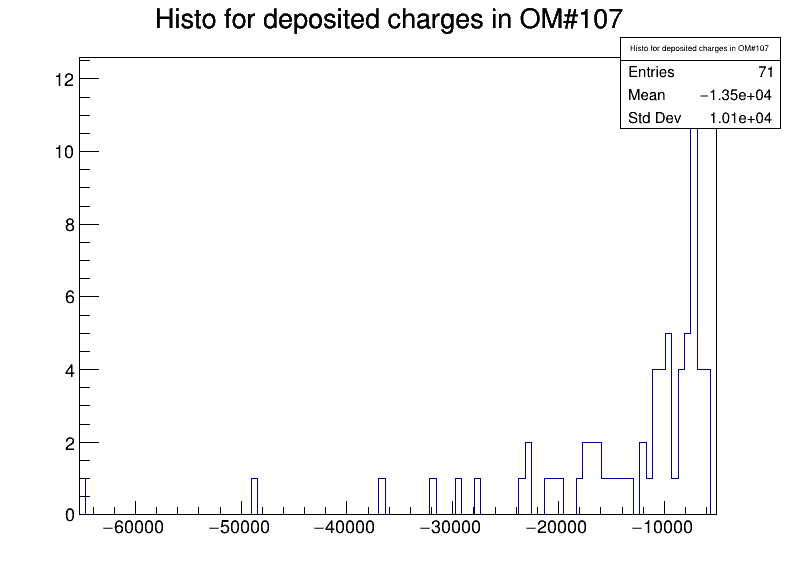 Histo for deposited charges in OM#107
Histo for deposited charges in OM#107
Entries 71
Mean −1.35e+04
Std Dev 1.01e+04
12
10
8
6
4
2
0
−60000 −50000 −40000 −30000 −20000 −10000